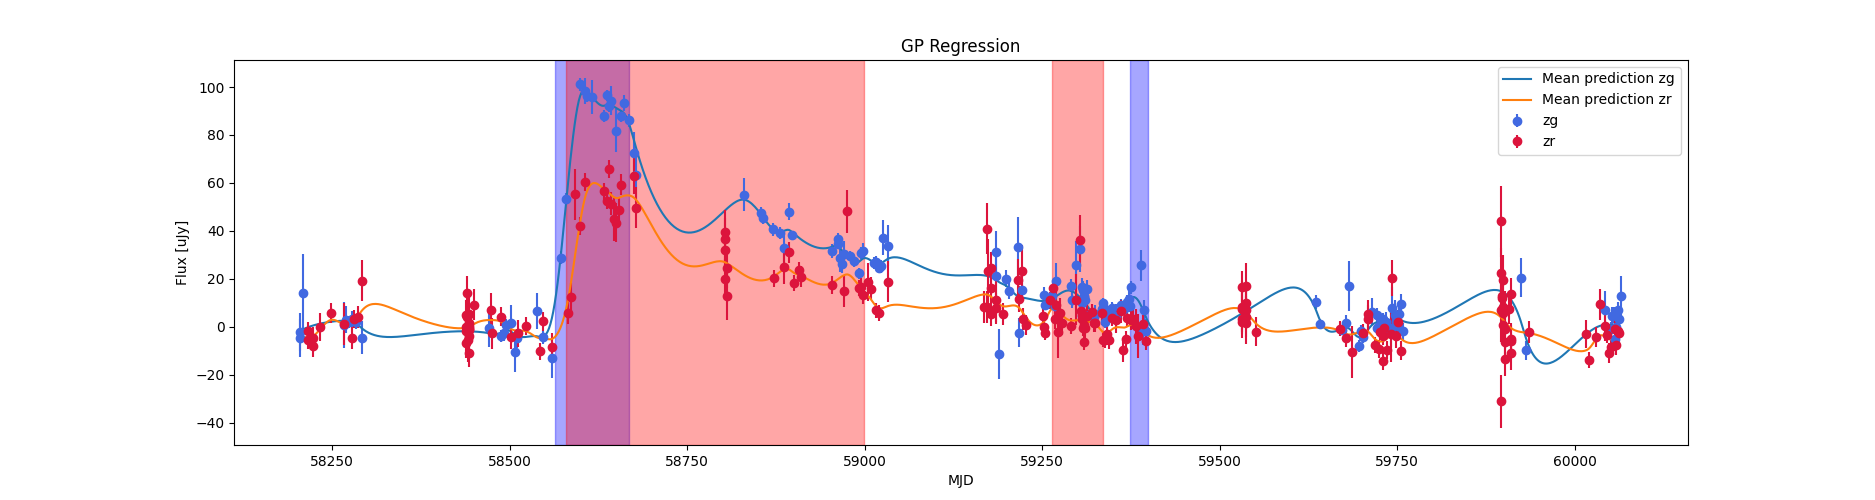 GP Regression
Mean prediction zg
Mean prediction zr
zg
zr
Flux [uJy]
100
80
60
40
20
0
−20
−40
58250 58500 58750 59000 59250 59500 59750 60000
MJD